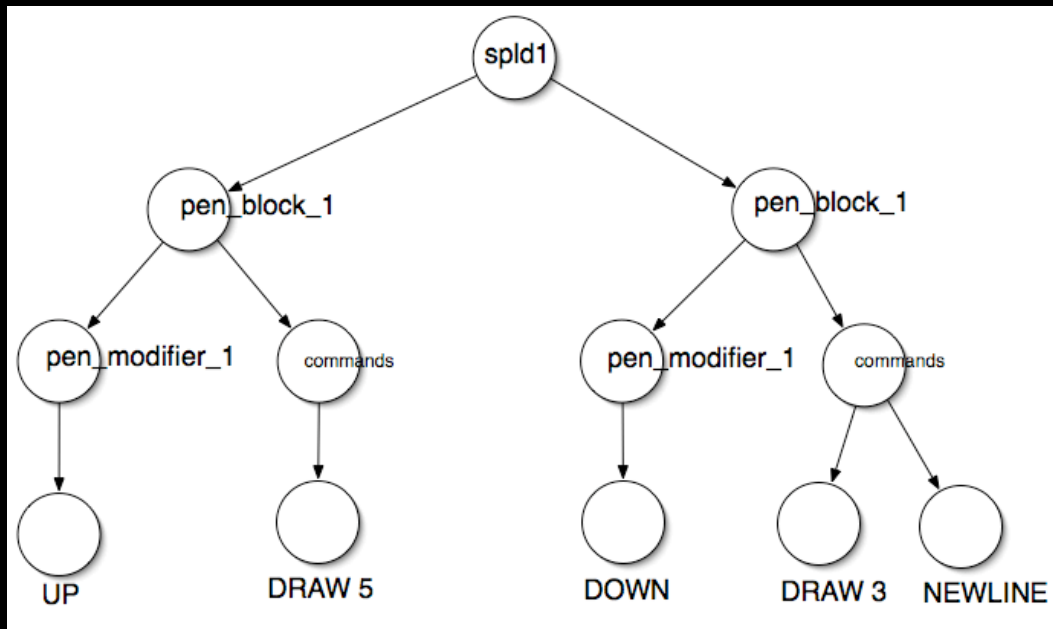 spld1
pen_block_1
pen_block_1
pen_modifier_1
commands
pen_modifier_1
commands
UP
DRAW 5
DOWN
DRAW 3
NEWLINE